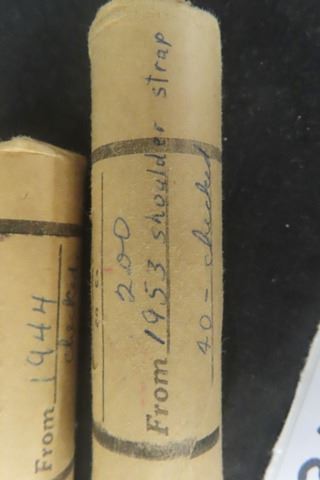 From 1944
checked
200
From 1953 shoulder strap
40 - checked